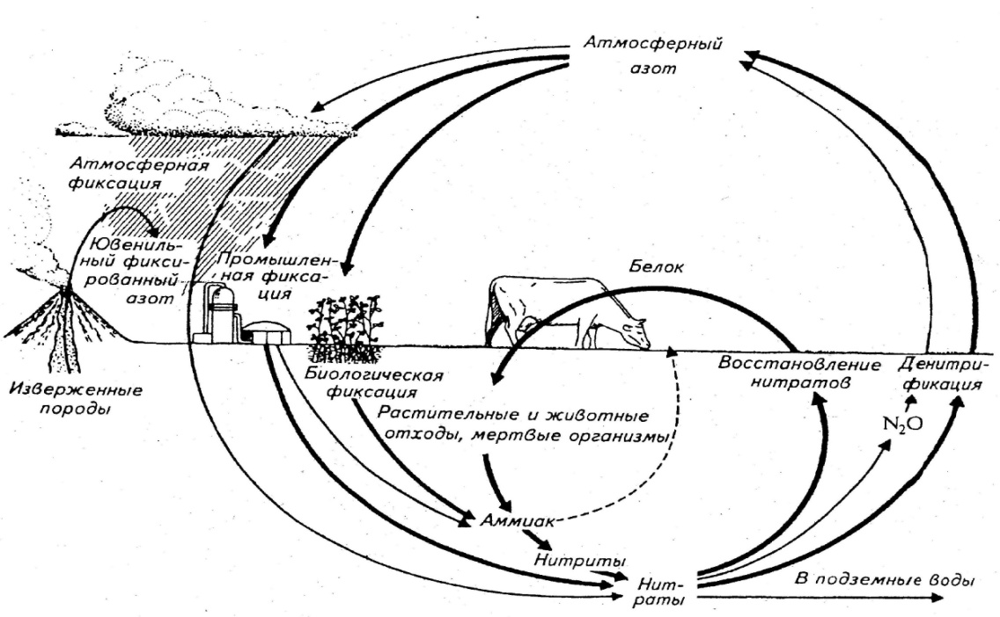 Атмосферный
азот
Атмосферная
фиксация
Ювениль-
ный фикси-
рованный
азот
Промышлен-
ная фикса-
ция
Белок
Изверженные
породы
Биологическая
фиксация
Восстановление
нитратов
Денитри-
фикация
Растительные и животные
отходы, мертвые организмы
N₂O
Аммиак
Нитриты
Нит-
раты
В подземные воды